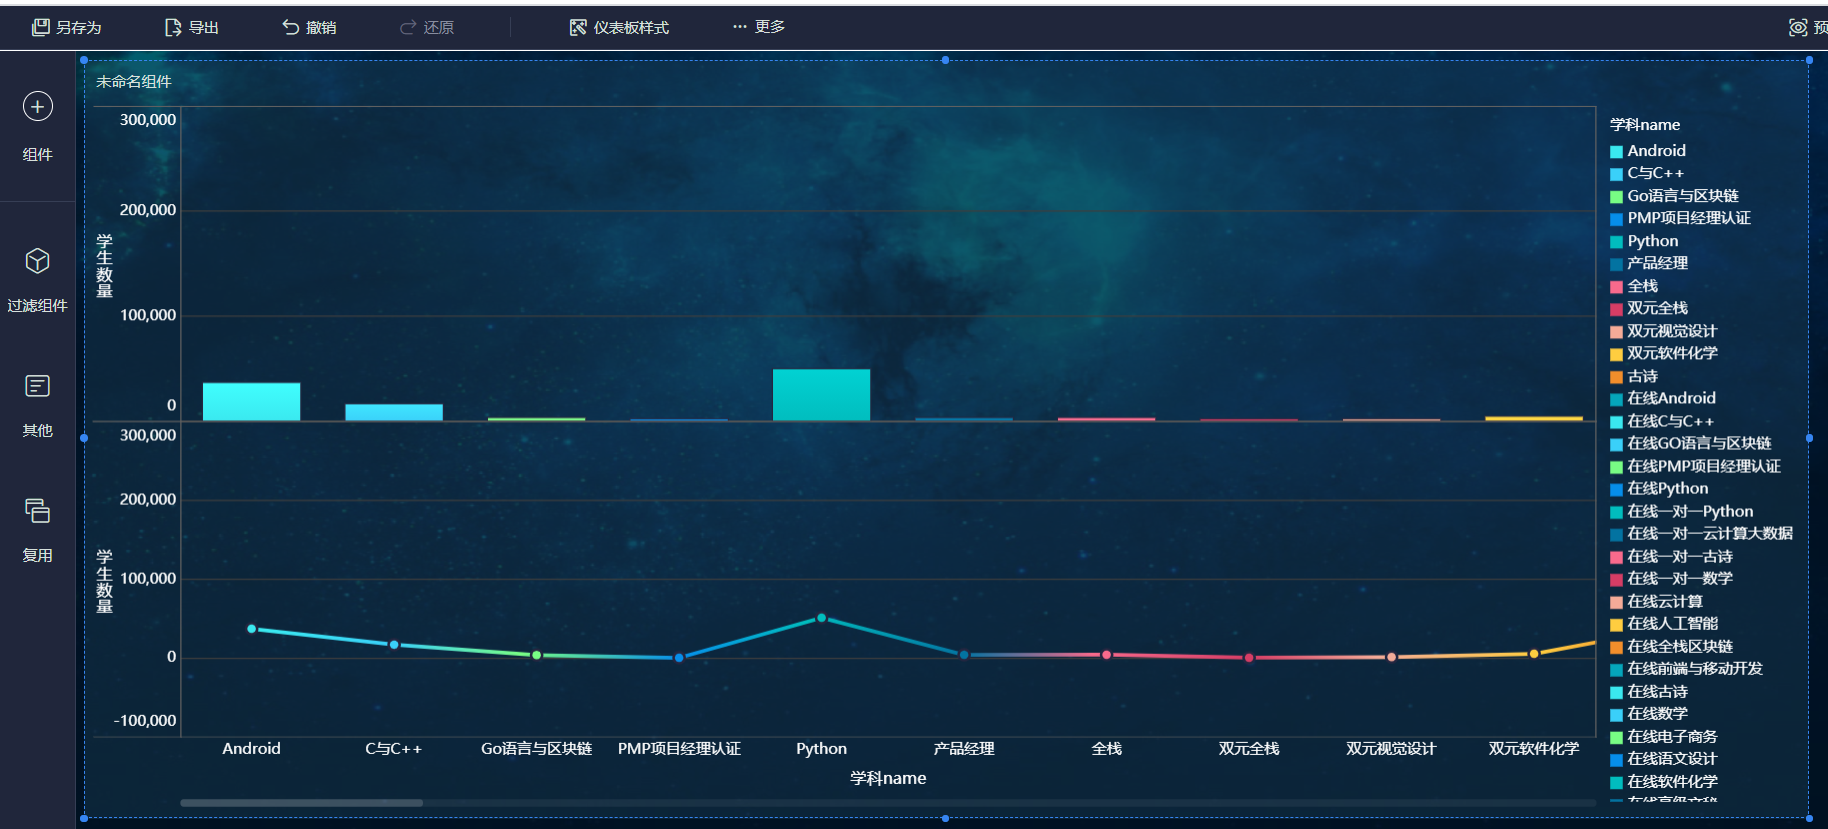 另存为 导出 撤销 还原 仪表板样式 ··· 更多 预
组件
过滤组件
其他
复用
未命名组件
300,000
200,000
100,000
0
学生数量
300,000
200,000
100,000
0
-100,000
学生数量
Android C与C++ Go语言与区块链 PMP项目经理认证 Python 产品经理 全栈 双元全栈 双元视觉设计 双元软件化学
学科name
学科name
Android
C与C++
Go语言与区块链
PMP项目经理认证
Python
产品经理
全栈
双元全栈
双元视觉设计
双元软件化学
古诗
在线Android
在线C与C++
在线GO语言与区块链
在线PMP项目经理认证
在线Python
在线一对一Python
在线一对一云计算大数据
在线一对一古诗
在线一对一数学
在线云计算
在线人工智能
在线全栈区块链
在线前端与移动开发
在线古诗
在线数学
在线电子商务
在线语文设计
在线软件化学